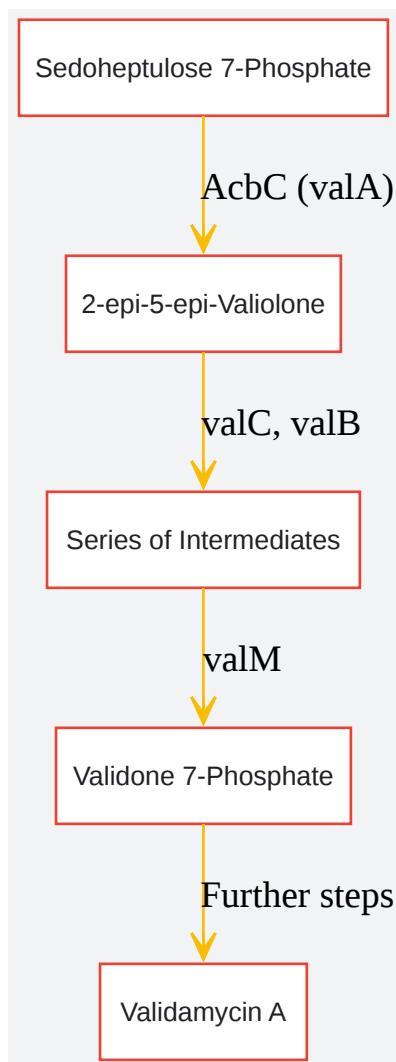 Sedoheptulose 7-Phosphate
AcbC (valA)
2-epi-5-epi-Valiolone
valC, valB
Series of Intermediates
valM
Validone 7-Phosphate
Further steps
Validamycin A